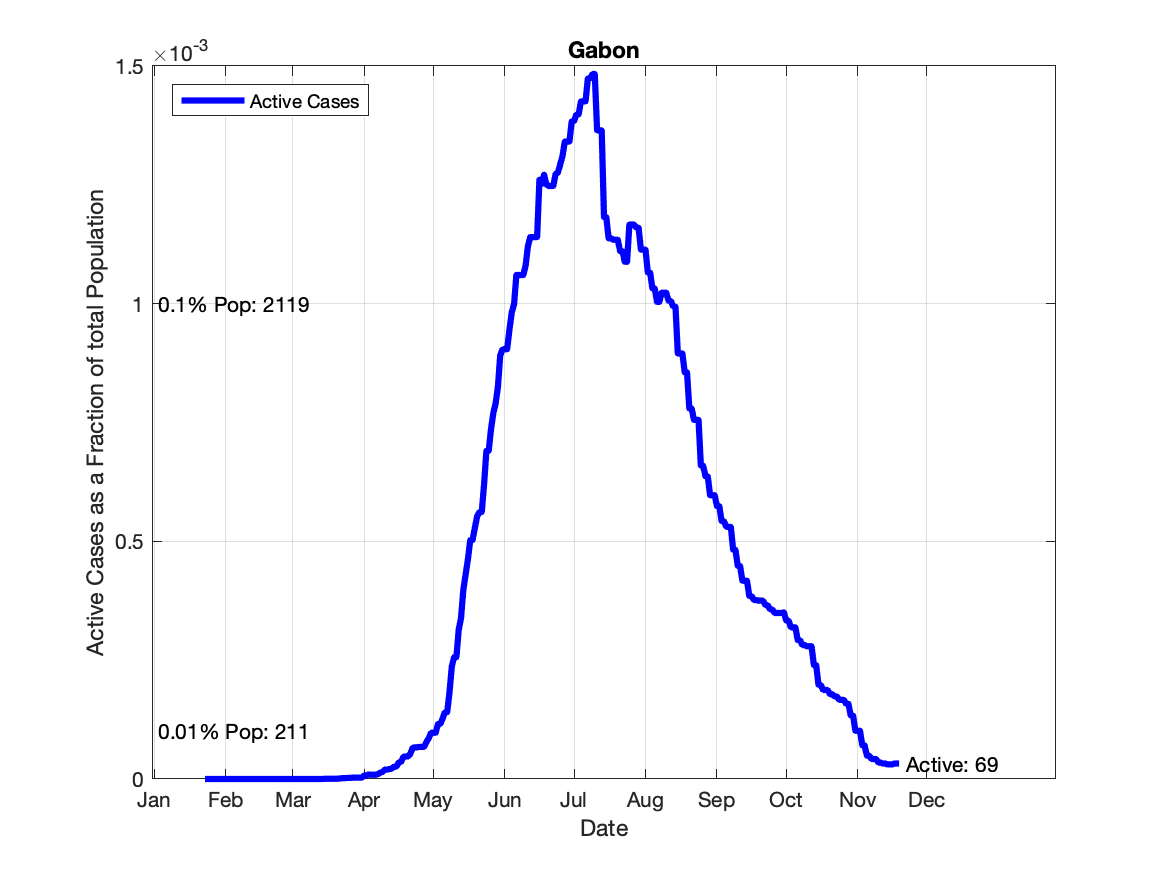 Gabon
×10-3
1.5
Active Cases
1
0.1% Pop: 2119
0.5
0.01% Pop: 211
0
Active: 69
Jan Feb Mar Apr May Jun Jul Aug Sep Oct Nov Dec
Date
Active Cases as a Fraction of total Population